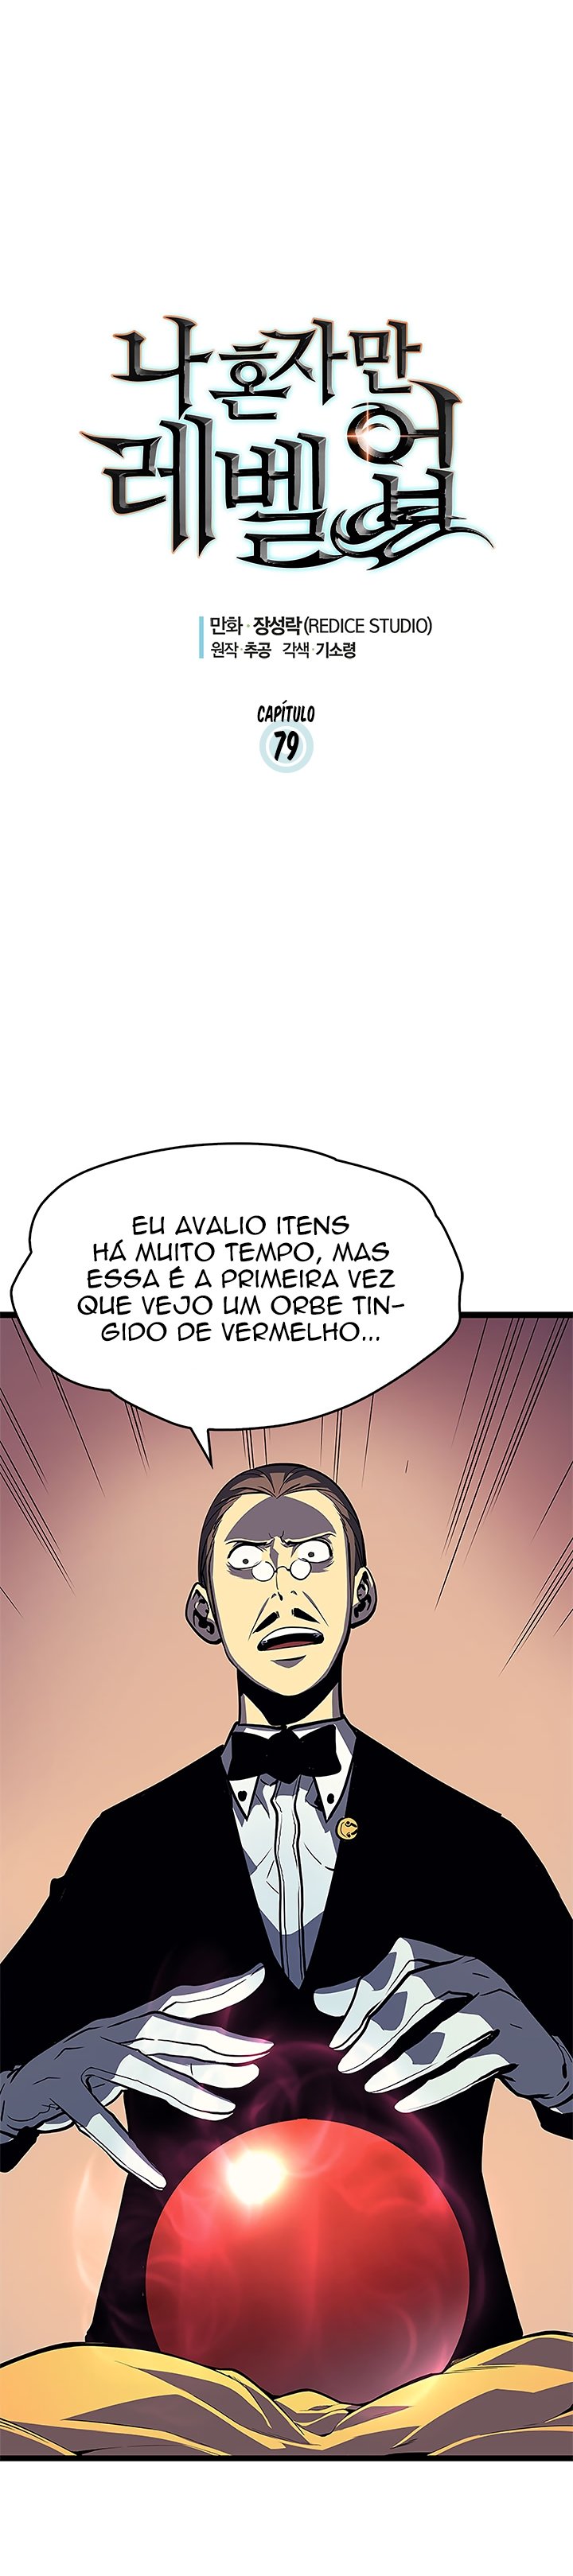 나 혼자만
레벨업
만화·장성락(REDICE STUDIO)
원작·추공 각색·기소령
CAPÍTULO
79
EU AVALIO ITENS
HÁ MUITO TEMPO, MAS
ESSA É A PRIMEIRA VEZ
QUE VEJO UM ORBE TIN-
GIDO DE VERMELHO...